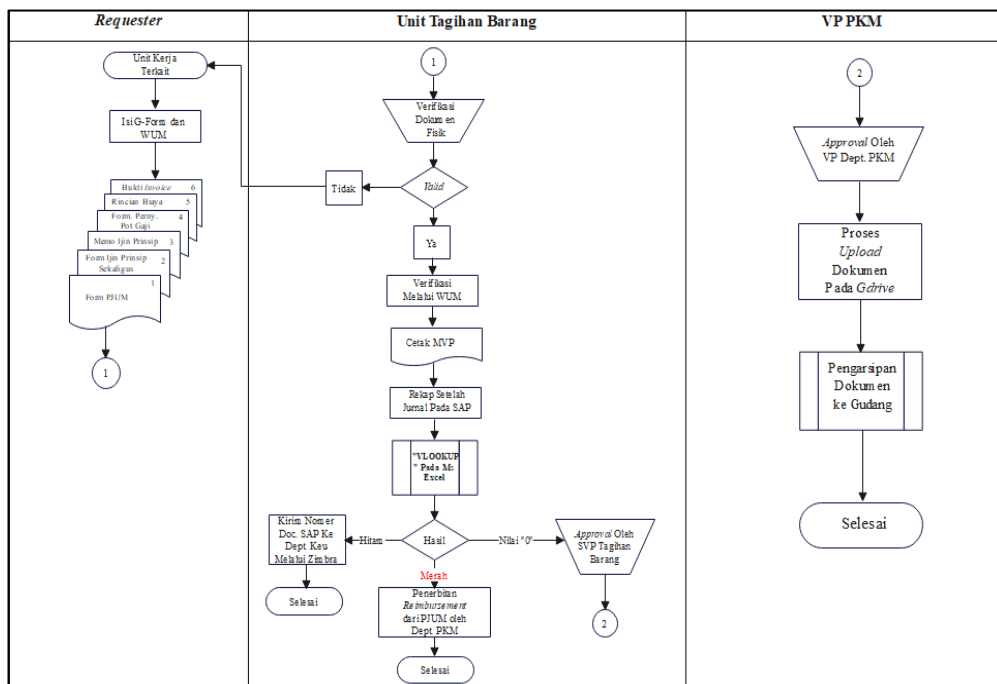 Requester
Unit Tagihan Barang
VP PKM
Unit Kerja
Terkait
Isi G-Form dan
WUM
Bukti Invoice 6
Rincian Biaya 5
Form. Perny.
Pot Gaji 4
Memo Ijin Prinsip 3
Form Ijin Prinsip
Sekaligus 2
1
Form PJUM
1
1
Verifikasi
Dokumen
Fisik
Valid
Tidak
Ya
Verifikasi
Melalui WUM
Cetak MVP
Rekap Setelah
Jurnal Pada SAP
"VLOOKUP
" Pada Ms
Excel
Hasil
Hitam
Kirim Nomer
Doc. SAP Ke
Dept. Keu
Melalui Zimbra
Selesai
Nilai "0"
Approval Oleh
SVP Tagihan
Barang
2
Merah
Penerbitan
Reimbursement
dari PJUM oleh
Dept. PKM
Selesai
2
Approval Oleh
VP Dept. PKM
Proses
Upload
Dokumen
Pada Gdrive
Pengarsipan
Dokumen
ke Gudang
Selesai